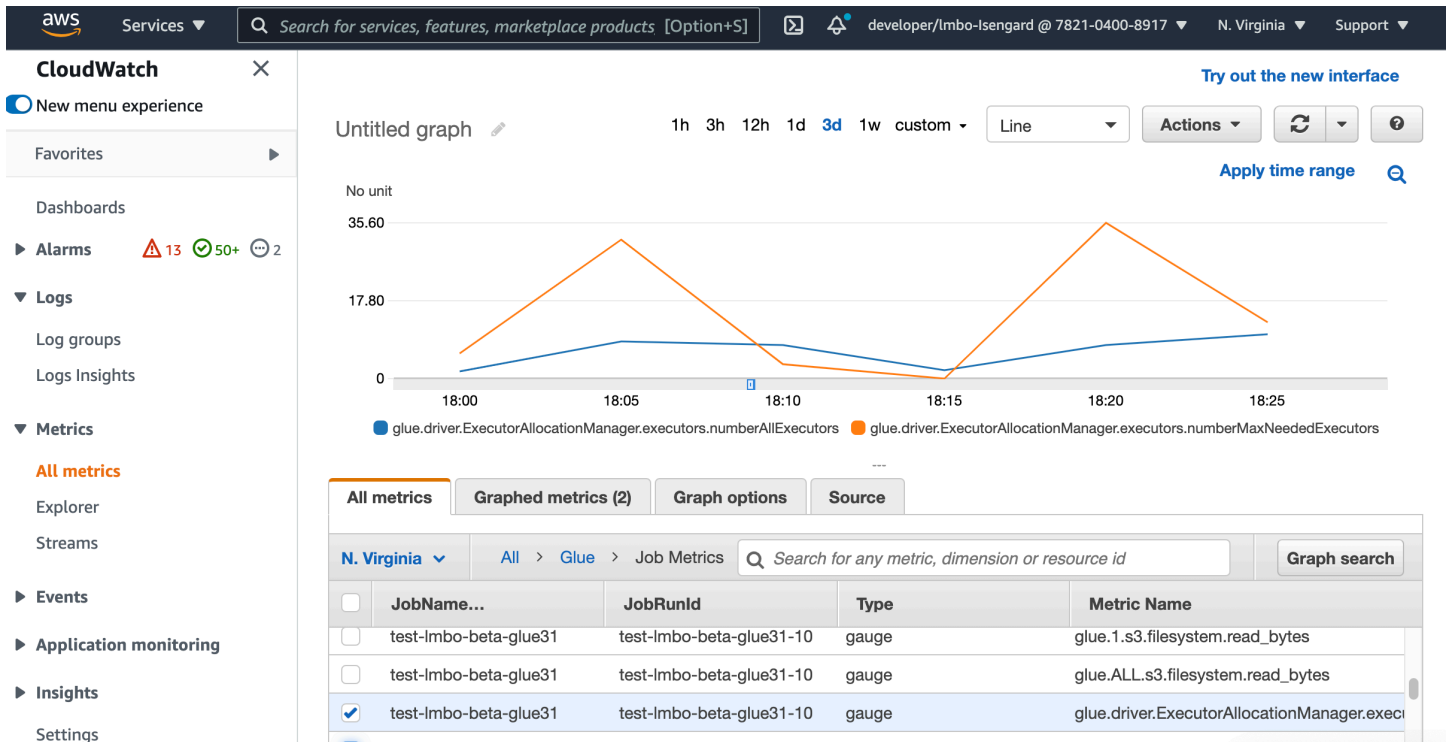 aws
Services ▼
Search for services, features, marketplace products, [Option+S]
developer/lmbo-Isengard @ 7821-0400-8917 ▼
N. Virginia ▼
Support ▼
CloudWatch
New menu experience
Favorites
Dashboards
Alarms 13 50+ 2
Logs
Log groups
Logs Insights
Metrics
All metrics
Explorer
Streams
Events
Application monitoring
Insights
Settings
Try out the new interface
Untitled graph
1h 3h 12h 1d 3d 1w custom
Line
Actions
Apply time range
No unit
35.60
17.80
0
18:00 18:05 18:10 18:15 18:20 18:25
glue.driver.ExecutorAllocationManager.executors.numberAllExecutors glue.driver.ExecutorAllocationManager.executors.numberMaxNeededExecutors
All metrics
Graphed metrics (2)
Graph options
Source
N. Virginia
All > Glue > Job Metrics
Search for any metric, dimension or resource id
Graph search
JobName... JobRunId Type Metric Name
test-lmbo-beta-glue31 test-lmbo-beta-glue31-10 gauge glue.1.s3.filesystem.read_bytes
test-lmbo-beta-glue31 test-lmbo-beta-glue31-10 gauge glue.ALL.s3.filesystem.read_bytes
test-lmbo-beta-glue31 test-lmbo-beta-glue31-10 gauge glue.driver.ExecutorAllocationManager.execu